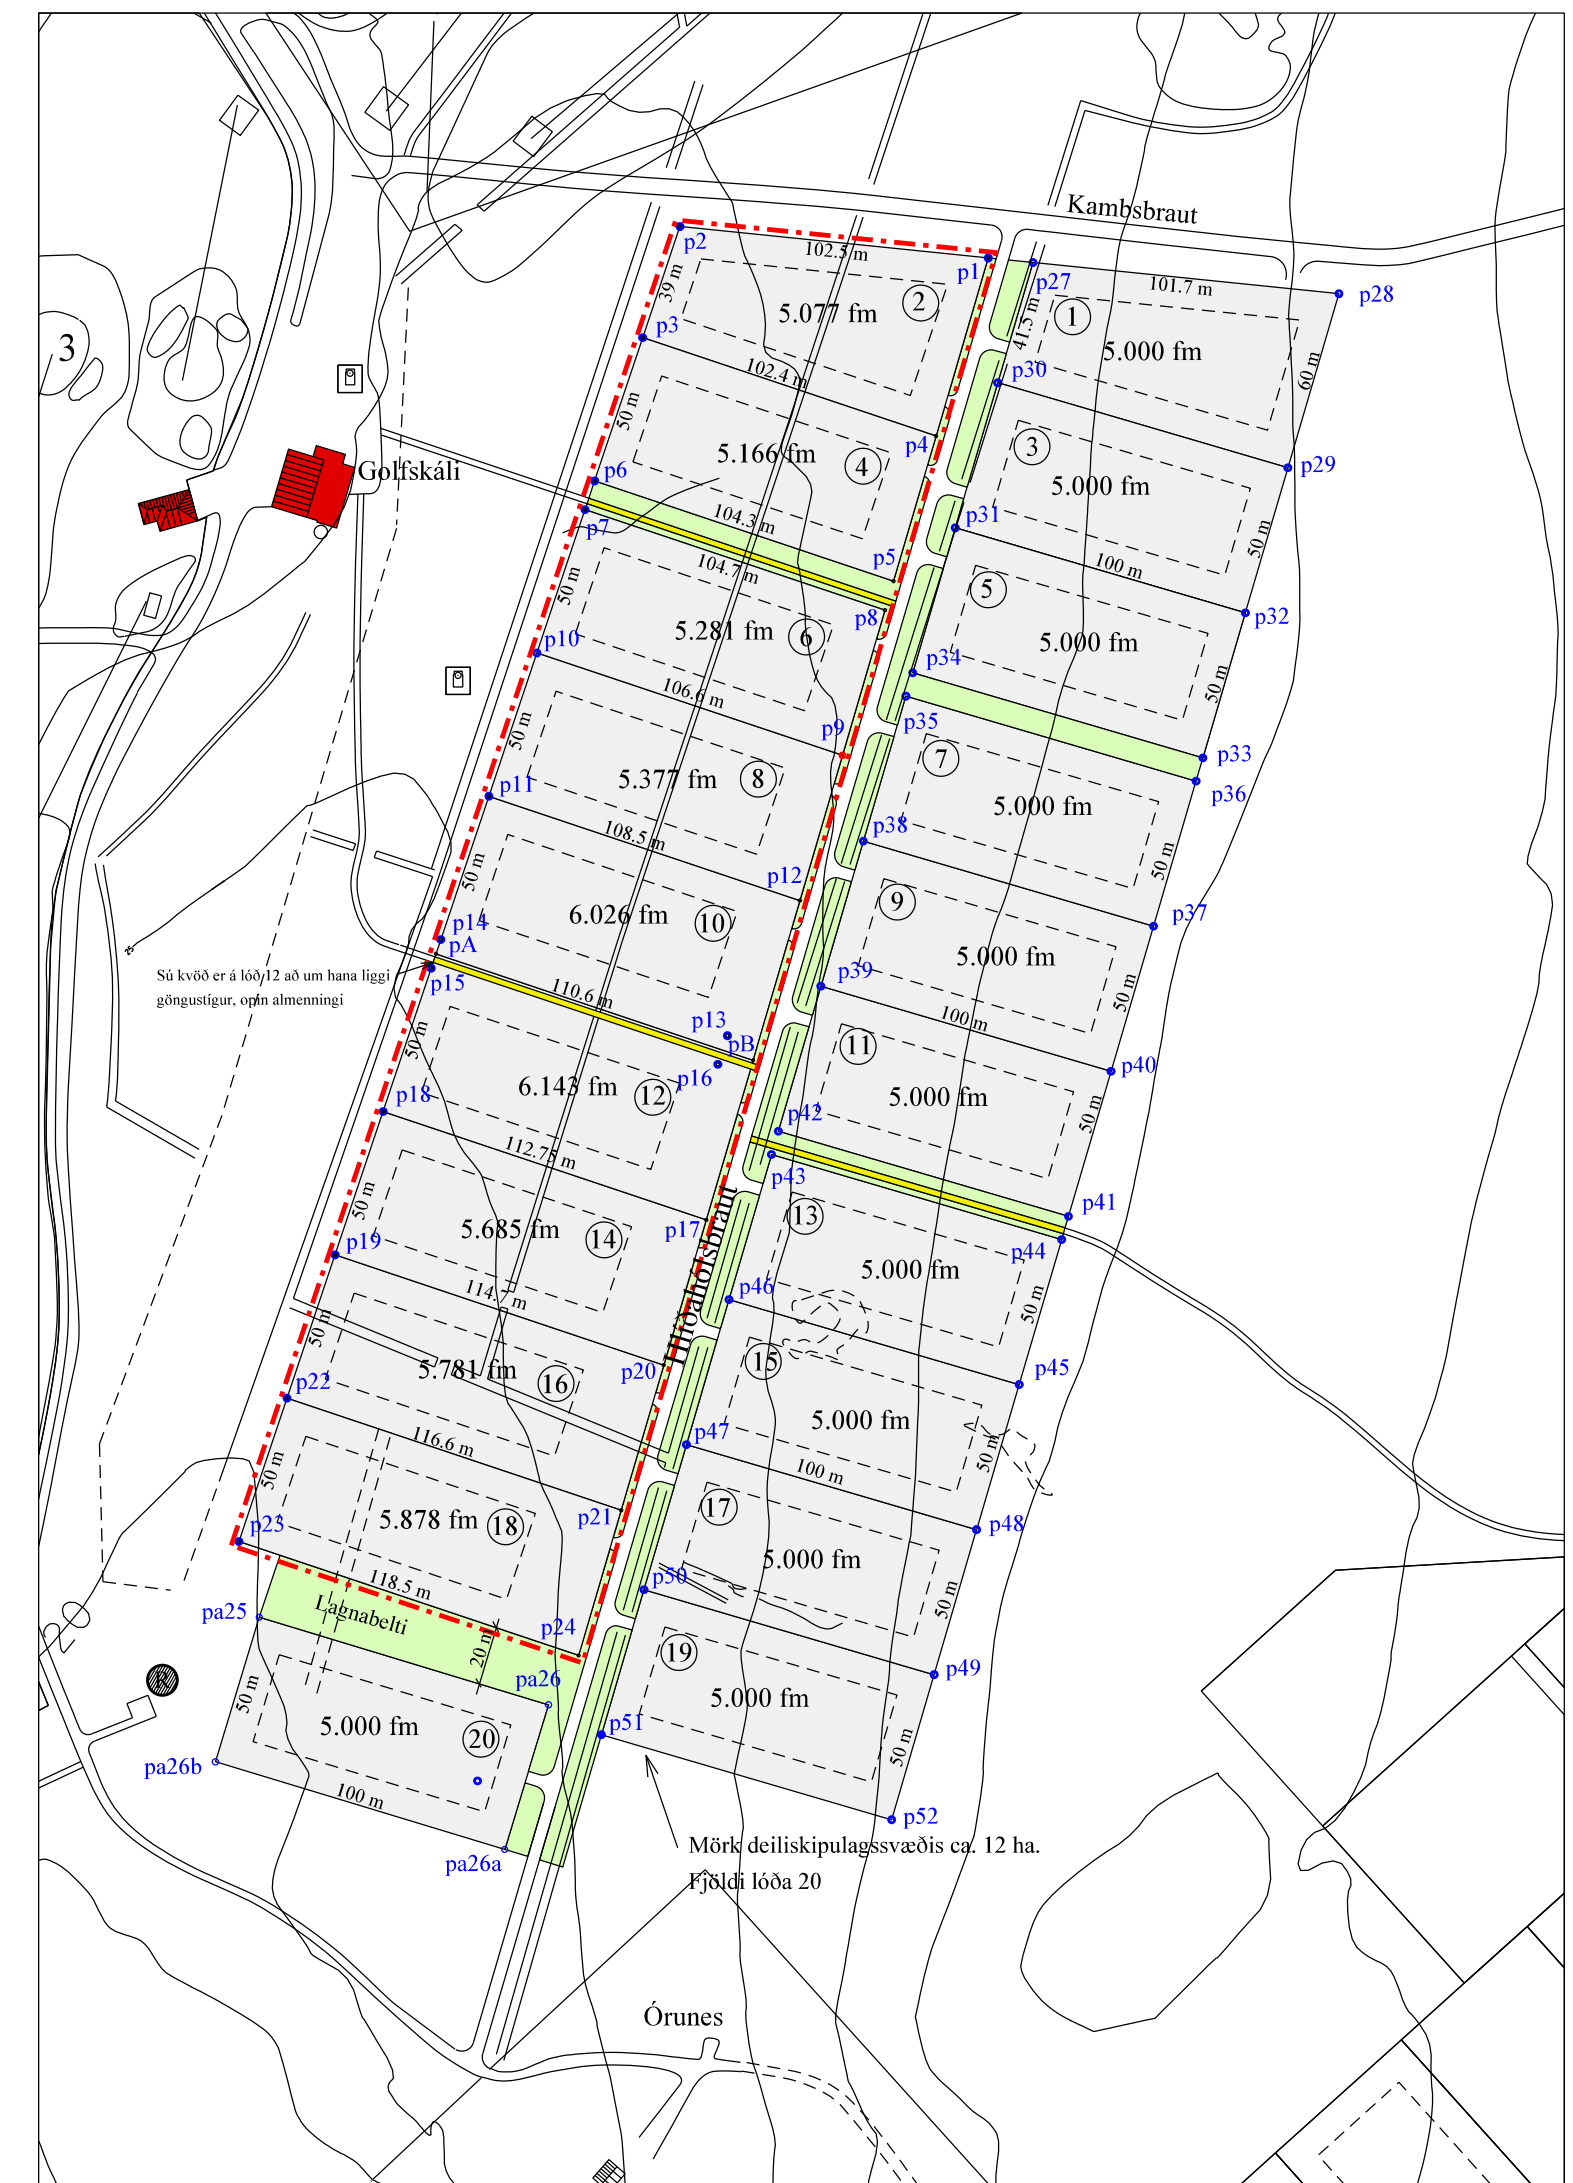 Kambsbraut
p2
102.5 m
p1
p27
101.7 m
p28
39 m
5.077 fm
2
41.5 m
1
5.000 fm
60 m
3
p3
102.4 m
p30
50 m
p4
5.166 fm
4
3
5.000 fm
p29
Golfskáli
p6
104.3 m
p31
50 m
p7
p5
104.7 m
100 m
50 m
p8
5
p32
5.281 fm
6
5.000 fm
p10
p34
50 m
106.6 m
p9
p35
p33
50 m
5.377 fm
8
7
5.000 fm
p36
p11
108.5 m
p38
50 m
p12
50 m
6.026 fm
10
9
p37
p14
pA
5.000 fm
Sú kvöð er á lóð 12 að um hana liggi
göngustígur, opin almenningi
p15
p39
110.6 m
50 m
p13
100 m
50 m
pB
11
p16
p40
6.143 fm
12
5.000 fm
p18
p42
50 m
112.75 m
p43
50 m
p41
p17
13
5.685 fm
14
p44
p19
5.000 fm
Hlíðarhólsbraut
114.7 m
p46
50 m
50 m
p20
15
5.781 fm
16
p45
p22
5.000 fm
116.6 m
p47
50 m
50 m
100 m
p21
17
5.878 fm
18
p48
p23
5.000 fm
118.5 m
p50
50 m
pa25
Lagnabelti
p24
20 m
19
p49
50 m
pa26
5.000 fm
5.000 fm
20
p51
50 m
pa26b
100 m
p52
pa26a
Mörk deiliskipulagssvæðis ca. 12 ha.
Fjöldi lóða 20
Órunes